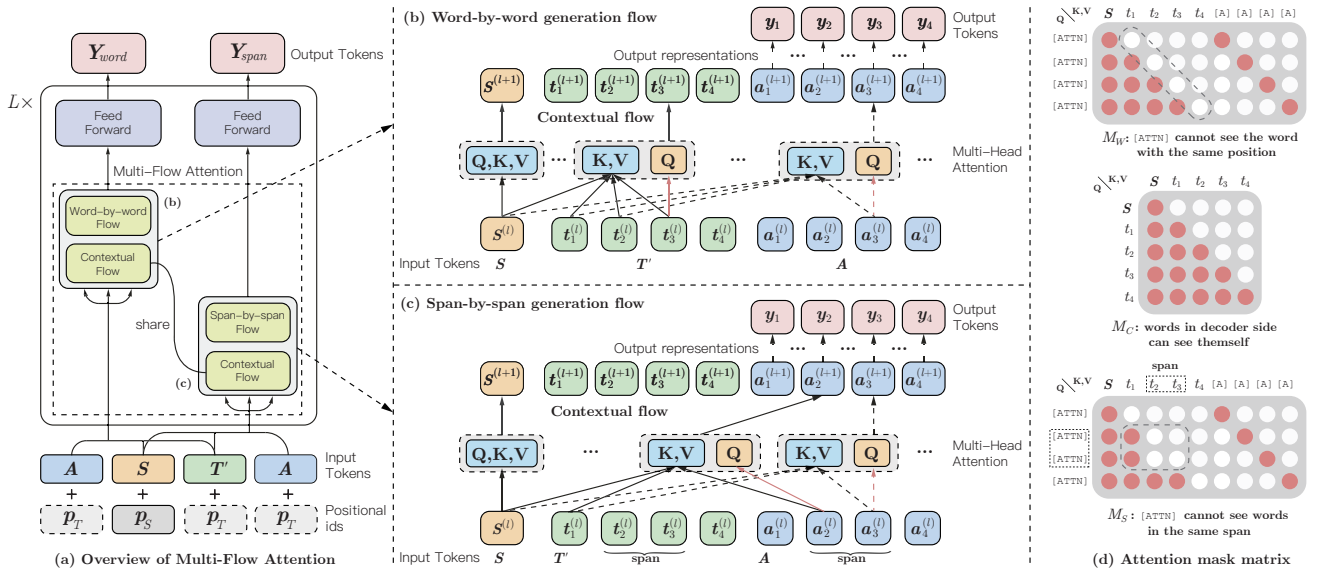 Y_word
Y_span
Output Tokens
L×
Feed
Forward
Feed
Forward
Multi-Flow Attention
(b)
Word-by-word
Flow
Contextual
Flow
share
Span-by-span
Flow
Contextual
Flow
(c)
A S T′ A
Input
Tokens
+ + + +
p_T p_S p_T p_T
Positional
ids
(a) Overview of Multi-Flow Attention
(b) Word-by-word generation flow
y_1 y_2 y_3 y_4
Output
Tokens
... ... ...
Output representations
S^(l+1) t_1^(l+1) t_2^(l+1) t_3^(l+1) t_4^(l+1) a_1^(l+1) a_2^(l+1) a_3^(l+1) a_4^(l+1)
Contextual flow
Q,K,V ... K,V Q ... K,V Q ...
Multi-Head
Attention
S^(l) t_1^(l) t_2^(l) t_3^(l) t_4^(l) a_1^(l) a_2^(l) a_3^(l) a_4^(l)
Input Tokens S T′ A
(c) Span-by-span generation flow
y_1 y_2 y_3 y_4
Output
Tokens
... ... ...
Output representations
S^(l+1) t_1^(l+1) t_2^(l+1) t_3^(l+1) t_4^(l+1) a_1^(l+1) a_2^(l+1) a_3^(l+1) a_4^(l+1)
Contextual flow
Q,K,V ... K,V Q K,V Q ...
Multi-Head
Attention
S^(l) t_1^(l) t_2^(l) t_3^(l) t_4^(l) a_1^(l) a_2^(l) a_3^(l) a_4^(l)
Input Tokens S T′ span A span
Q\K,V S t_1 t_2 t_3 t_4 [A] [A] [A] [A]
[ATTN]
[ATTN]
[ATTN]
[ATTN]
M_W: [ATTN] cannot see the word
with the same position
Q\K,V S t_1 t_2 t_3 t_4
S
t_1
t_2
t_3
t_4
M_C: words in decoder side
can see themself
span
Q\K,V S t_1 t_2 t_3 t_4 [A] [A] [A] [A]
[ATTN]
[ATTN]
[ATTN]
[ATTN]
M_S: [ATTN] cannot see words
in the same span
(d) Attention mask matrix